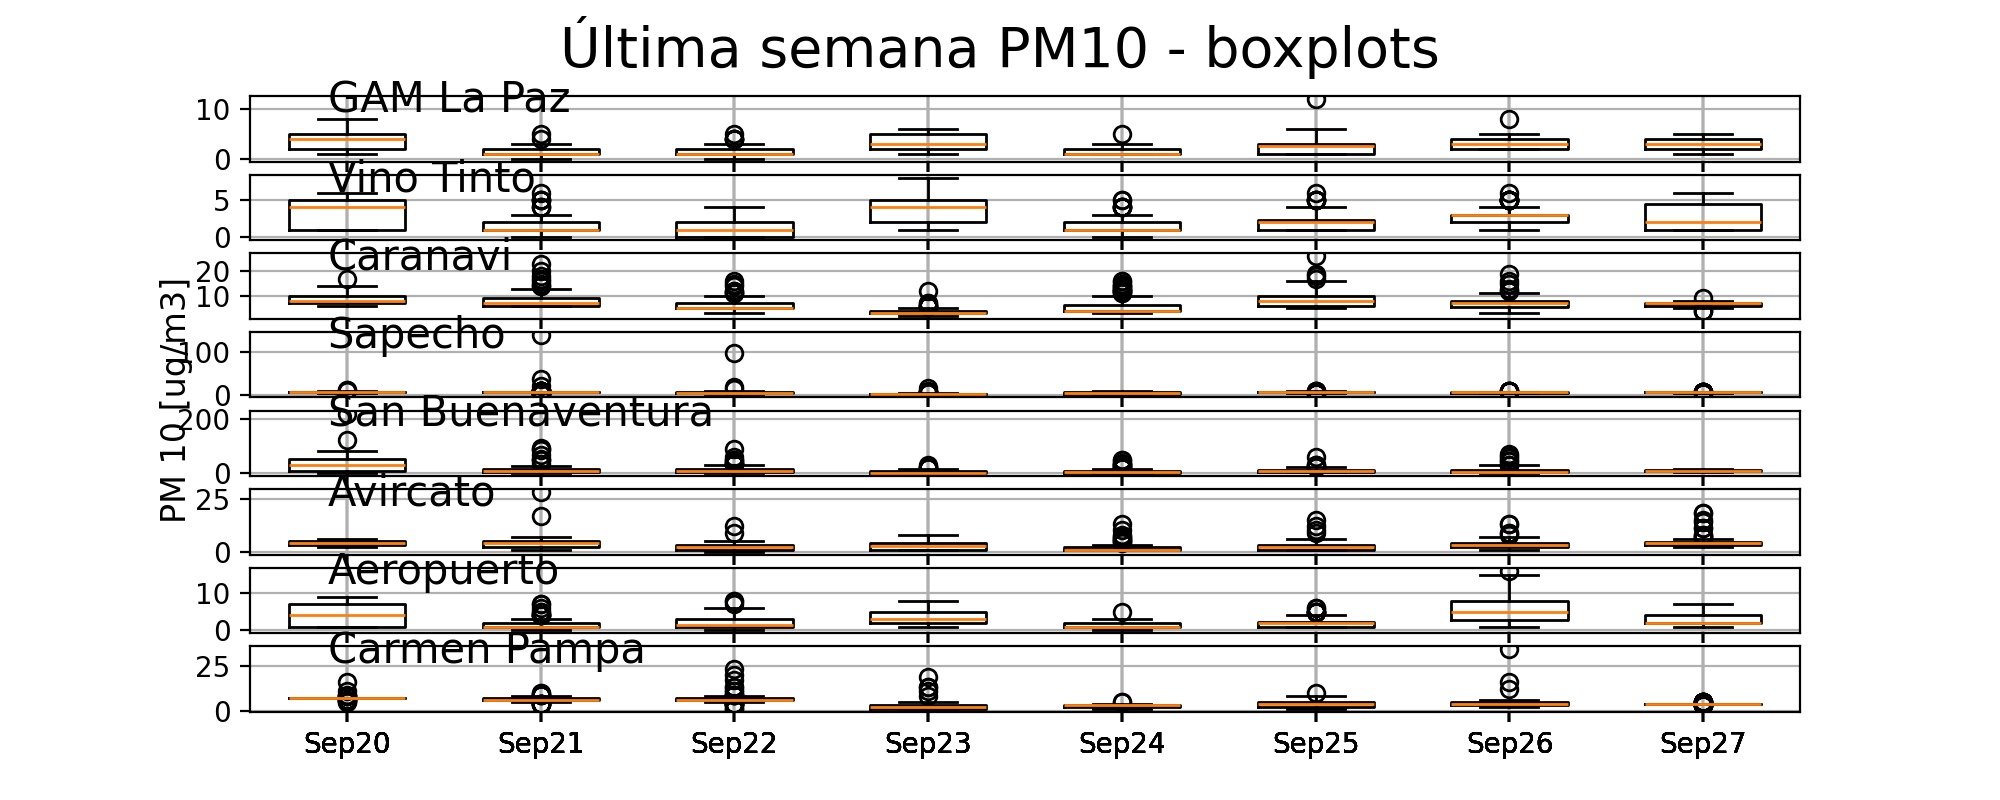 Última semana PM10 - boxplots
GAM La Paz
10
0
Vino Tinto
5
0
Caranavi
20
10
Sapecho
100
0
San Buenaventura
200
0
Avircato
25
0
Aeropuerto
10
0
Carmen Pampa
25
0
PM 10 [ug/m3]
Sep20 Sep21 Sep22 Sep23 Sep24 Sep25 Sep26 Sep27